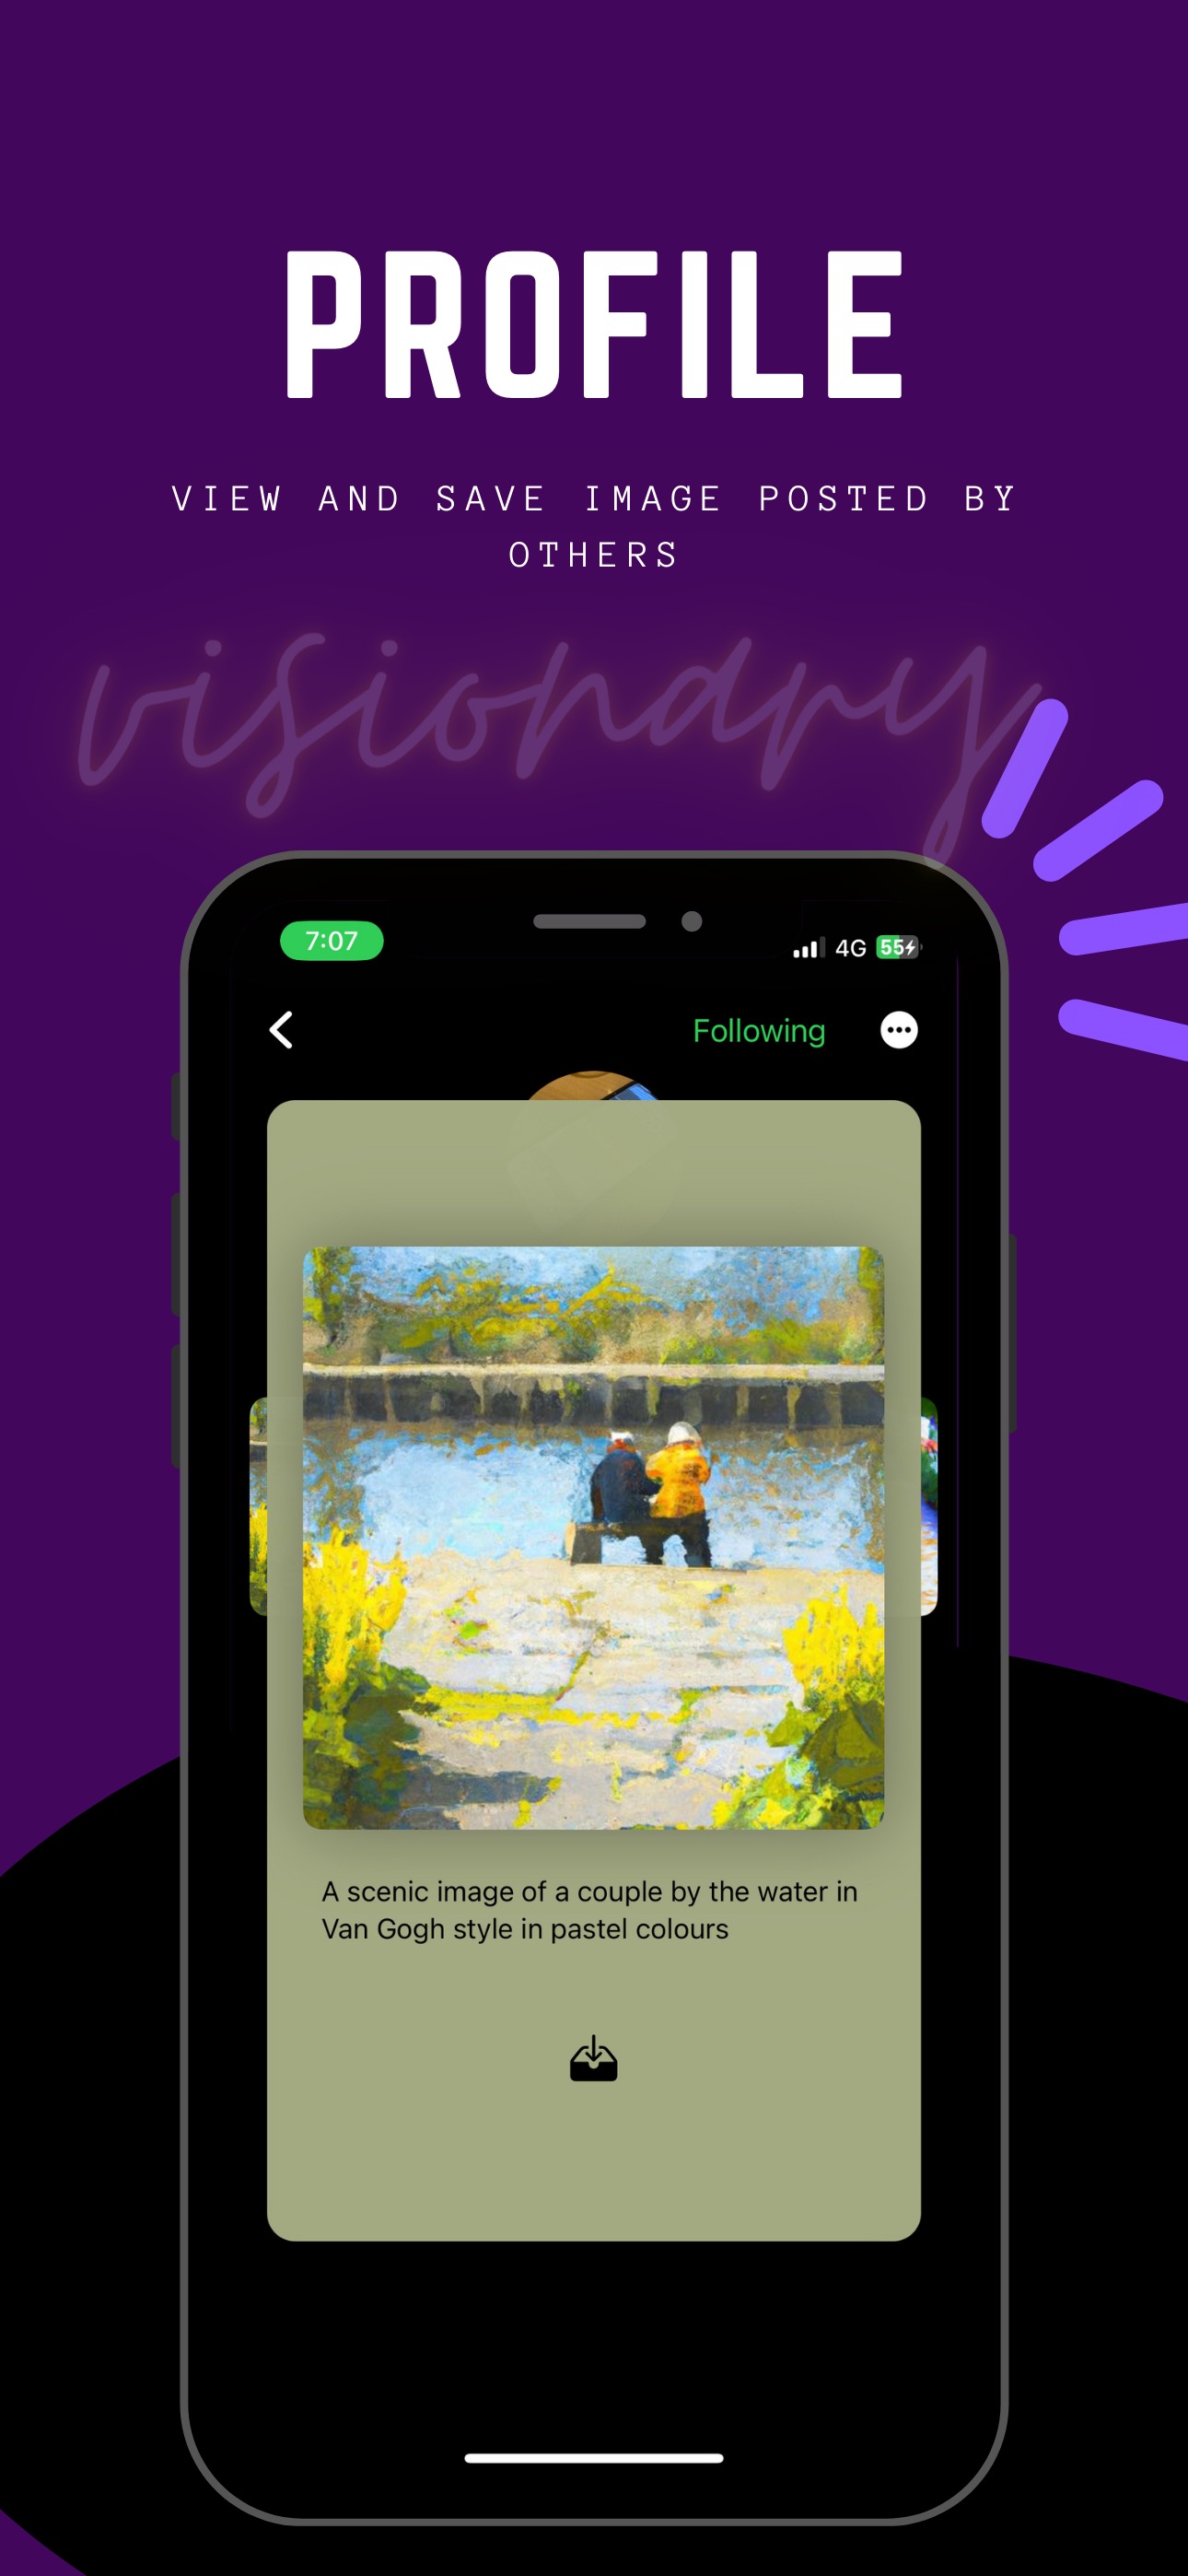 PROFILE
VIEW AND SAVE IMAGE POSTED BY
OTHERS
visionary
7:07
4G 55
Following
A scenic image of a couple by the water in
Van Gogh style in pastel colours